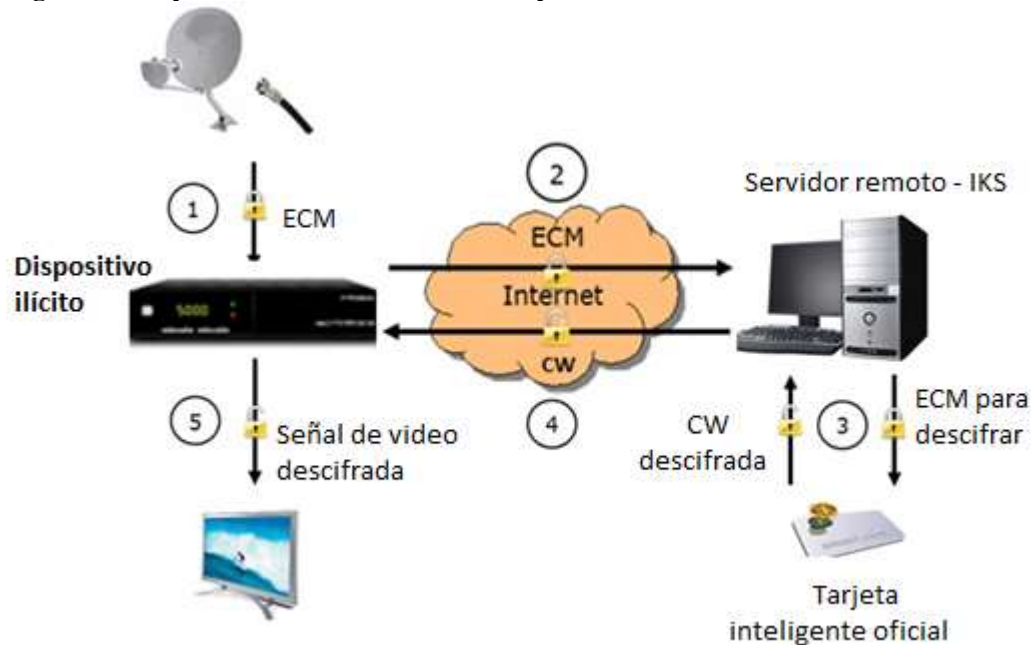 1
ECM
Dispositivo
ilícito
5000
2
ECM
Internet
CW
4
Servidor remoto - IKS
5
Señal de video
descifrada
CW
descifrada
3
ECM para
descifrar
Tarjeta
inteligente oficial